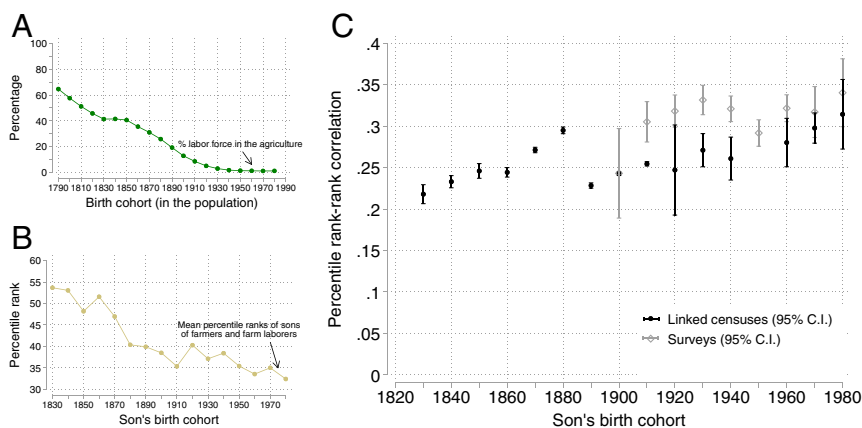 A
Percentage
100
80
60
40
20
0
% labor force in the agriculture
1790 1810 1830 1850 1870 1890 1910 1930 1950 1970 1990
Birth cohort (in the population)
B
Percentile rank
60
55
50
45
40
35
30
Mean percentile ranks of sons
of farmers and farm laborers
1830 1850 1870 1890 1910 1930 1950 1970
Son's birth cohort
C
Percentile rank-rank correlation
.4
.35
.3
.25
.2
.15
.1
.05
0
Linked censuses (95% C.I.)
Surveys (95% C.I.)
1820 1840 1860 1880 1900 1920 1940 1960 1980
Son's birth cohort